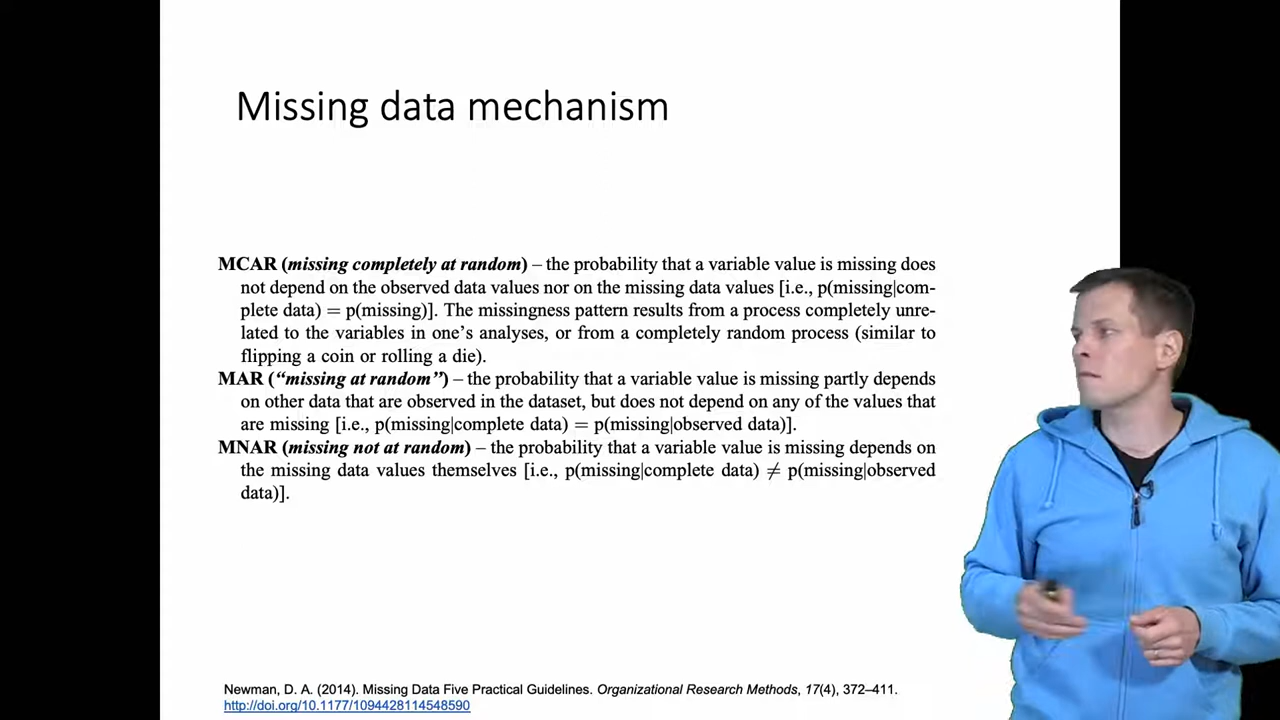 Missing data mechanism
MCAR (missing completely at random) – the probability that a variable value is missing does
not depend on the observed data values nor on the missing data values [i.e., p(missing|com-
plete data) = p(missing)]. The missingness pattern results from a process completely unre-
lated to the variables in one’s analyses, or from a completely random process (similar to
flipping a coin or rolling a die).
MAR (“missing at random”) – the probability that a variable value is missing partly depends
on other data that are observed in the dataset, but does not depend on any of the values that
are missing [i.e., p(missing|complete data) = p(missing|observed data)].
MNAR (missing not at random) – the probability that a variable value is missing depends on
the missing data values themselves [i.e., p(missing|complete data) ≠ p(missing|observed
data)].
Newman, D. A. (2014). Missing Data Five Practical Guidelines. Organizational Research Methods, 17(4), 372–411.
http://doi.org/10.1177/1094428114548590